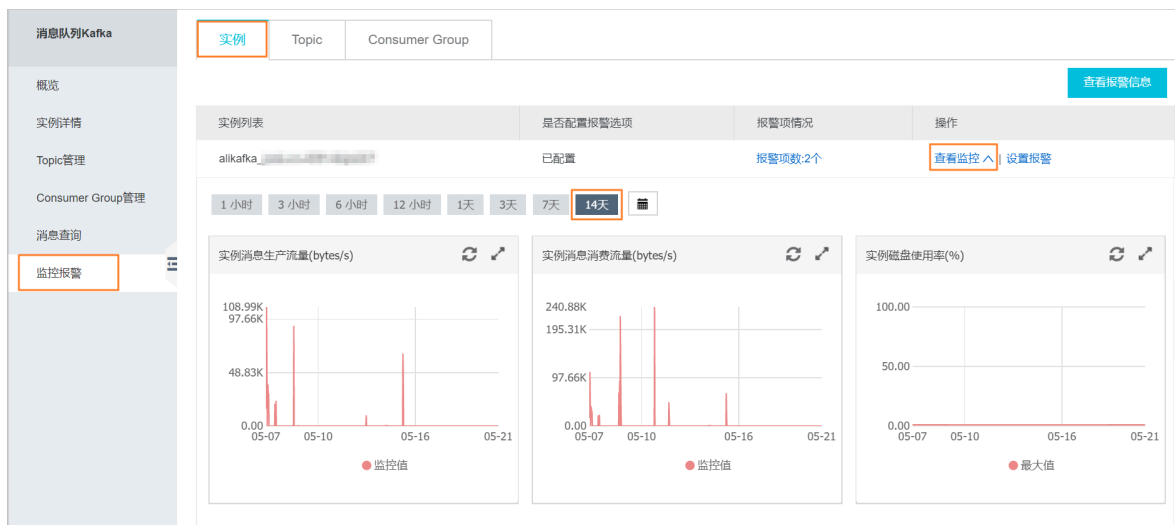 消息队列Kafka
概览
实例详情
Topic管理
Consumer Group管理
消息查询
监控报警
实例 Topic Consumer Group
查看报警信息
实例列表 是否配置报警选项 报警项情况 操作
alikafka_ 已配置 报警项数:2个 查看监控 | 设置报警
1 小时 3 小时 6 小时 12 小时 1天 3天 7天 14天
实例消息生产流量(bytes/s)
108.99K
97.66K
48.83K
0.00
05-07 05-10 05-16 05-21
监控值
实例消息消费流量(bytes/s)
240.88K
195.31K
97.66K
0.00
05-07 05-10 05-16 05-21
监控值
实例磁盘使用率(%)
100.00
50.00
0.00
05-07 05-10 05-16 05-21
最大值